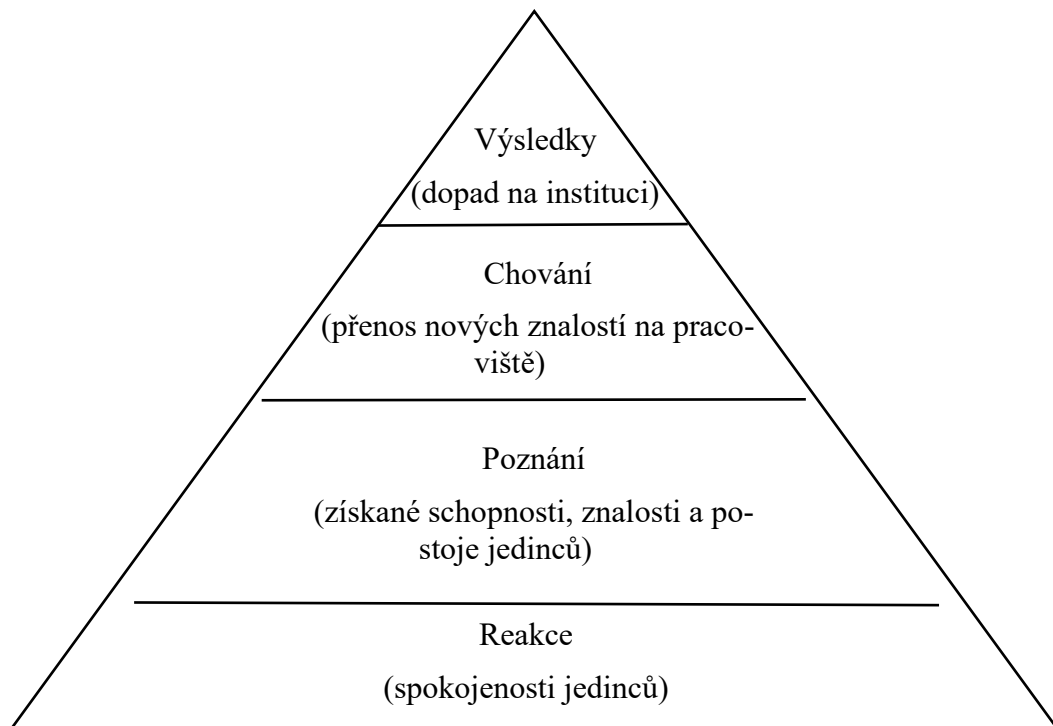 Výsledky
(dopad na instituci)
Chování
(přenos nových znalostí na praco-
viště)
Poznání
(získané schopnosti, znalosti a po-
stoje jedinců)
Reakce
(spokojenosti jedinců)